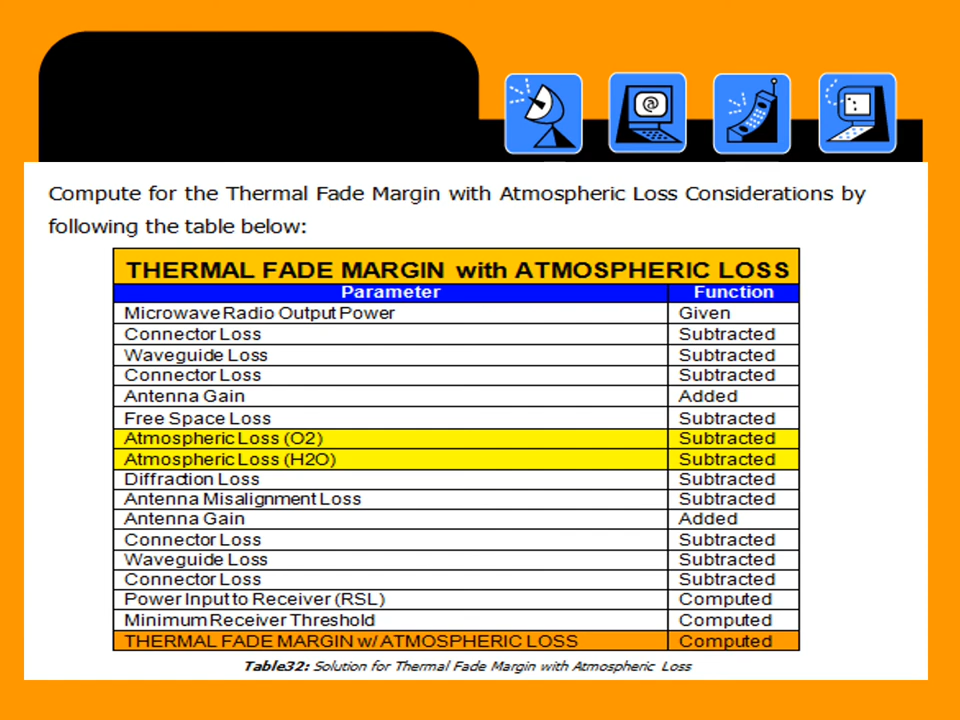 @
Compute for the Thermal Fade Margin with Atmospheric Loss Considerations by
following the table below:
THERMAL FADE MARGIN with ATMOSPHERIC LOSS
Parameter Function
Microwave Radio Output Power Given
Connector Loss Subtracted
Waveguide Loss Subtracted
Connector Loss Subtracted
Antenna Gain Added
Free Space Loss Subtracted
Atmospheric Loss (O2) Subtracted
Atmospheric Loss (H2O) Subtracted
Diffraction Loss Subtracted
Antenna Misalignment Loss Subtracted
Antenna Gain Added
Connector Loss Subtracted
Waveguide Loss Subtracted
Connector Loss Subtracted
Power Input to Receiver (RSL) Computed
Minimum Receiver Threshold Computed
THERMAL FADE MARGIN w/ ATMOSPHERIC LOSS Computed
Table32: Solution for Thermal Fade Margin with Atmospheric Loss